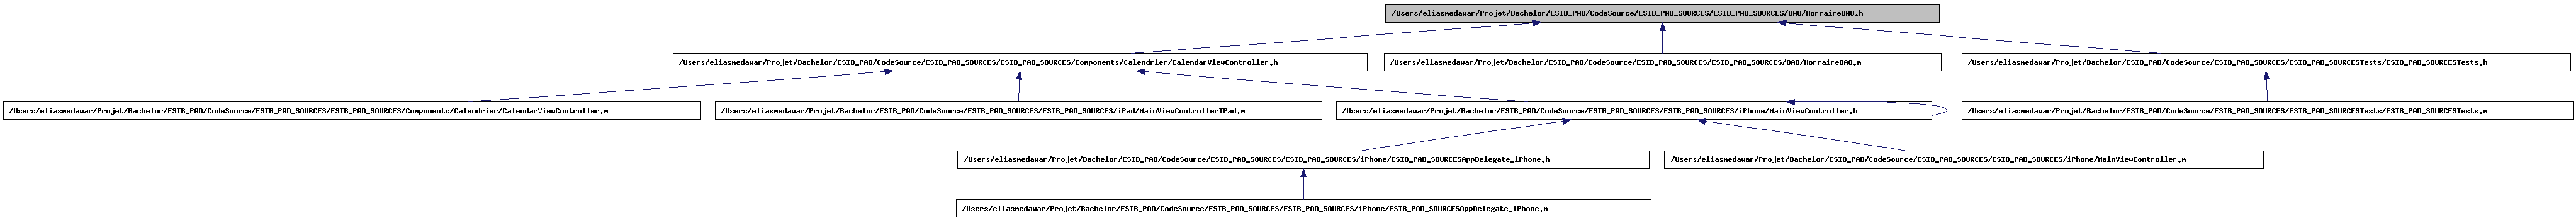 /Users/eliasmedawar/Projet/Bachelor/ESIB_PAD/CodeSource/ESIB_PAD_SOURCES/ESIB_PAD_SOURCES/DAO/HorraireDAO.h
/Users/eliasmedawar/Projet/Bachelor/ESIB_PAD/CodeSource/ESIB_PAD_SOURCES/ESIB_PAD_SOURCES/Components/Calendrier/CalendarViewController.h
/Users/eliasmedawar/Projet/Bachelor/ESIB_PAD/CodeSource/ESIB_PAD_SOURCES/ESIB_PAD_SOURCES/DAO/HorraireDAO.m
/Users/eliasmedawar/Projet/Bachelor/ESIB_PAD/CodeSource/ESIB_PAD_SOURCES/ESIB_PAD_SOURCESTests/ESIB_PAD_SOURCESTests.h
/Users/eliasmedawar/Projet/Bachelor/ESIB_PAD/CodeSource/ESIB_PAD_SOURCES/ESIB_PAD_SOURCES/Components/Calendrier/CalendarViewController.m
/Users/eliasmedawar/Projet/Bachelor/ESIB_PAD/CodeSource/ESIB_PAD_SOURCES/ESIB_PAD_SOURCES/iPad/MainViewControllerIPad.m
/Users/eliasmedawar/Projet/Bachelor/ESIB_PAD/CodeSource/ESIB_PAD_SOURCES/ESIB_PAD_SOURCES/iPhone/MainViewController.h
/Users/eliasmedawar/Projet/Bachelor/ESIB_PAD/CodeSource/ESIB_PAD_SOURCES/ESIB_PAD_SOURCESTests/ESIB_PAD_SOURCESTests.m
/Users/eliasmedawar/Projet/Bachelor/ESIB_PAD/CodeSource/ESIB_PAD_SOURCES/ESIB_PAD_SOURCES/iPhone/ESIB_PAD_SOURCESAppDelegate_iPhone.h
/Users/eliasmedawar/Projet/Bachelor/ESIB_PAD/CodeSource/ESIB_PAD_SOURCES/ESIB_PAD_SOURCES/iPhone/MainViewController.m
/Users/eliasmedawar/Projet/Bachelor/ESIB_PAD/CodeSource/ESIB_PAD_SOURCES/ESIB_PAD_SOURCES/iPhone/ESIB_PAD_SOURCESAppDelegate_iPhone.m